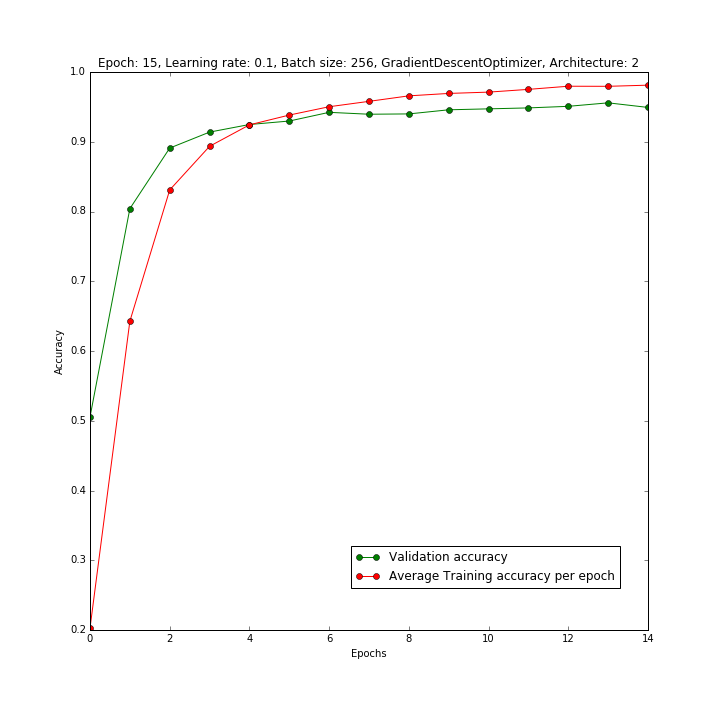 Epoch: 15, Learning rate: 0.1, Batch size: 256, GradientDescentOptimizer, Architecture: 2
1.0
0.9
0.8
0.7
0.6
0.5
0.4
0.3
0.2
Accuracy
Validation accuracy
Average Training accuracy per epoch
0 2 4 6 8 10 12 14
Epochs